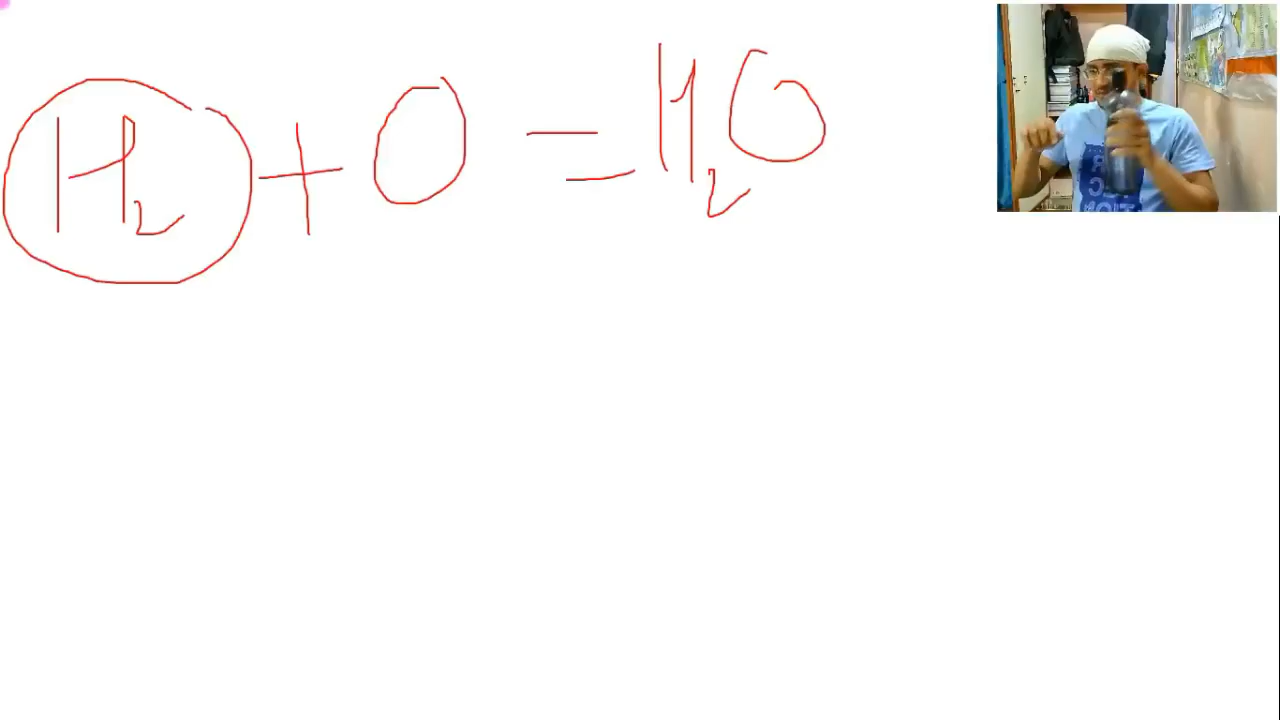 H₂ + O = H₂O